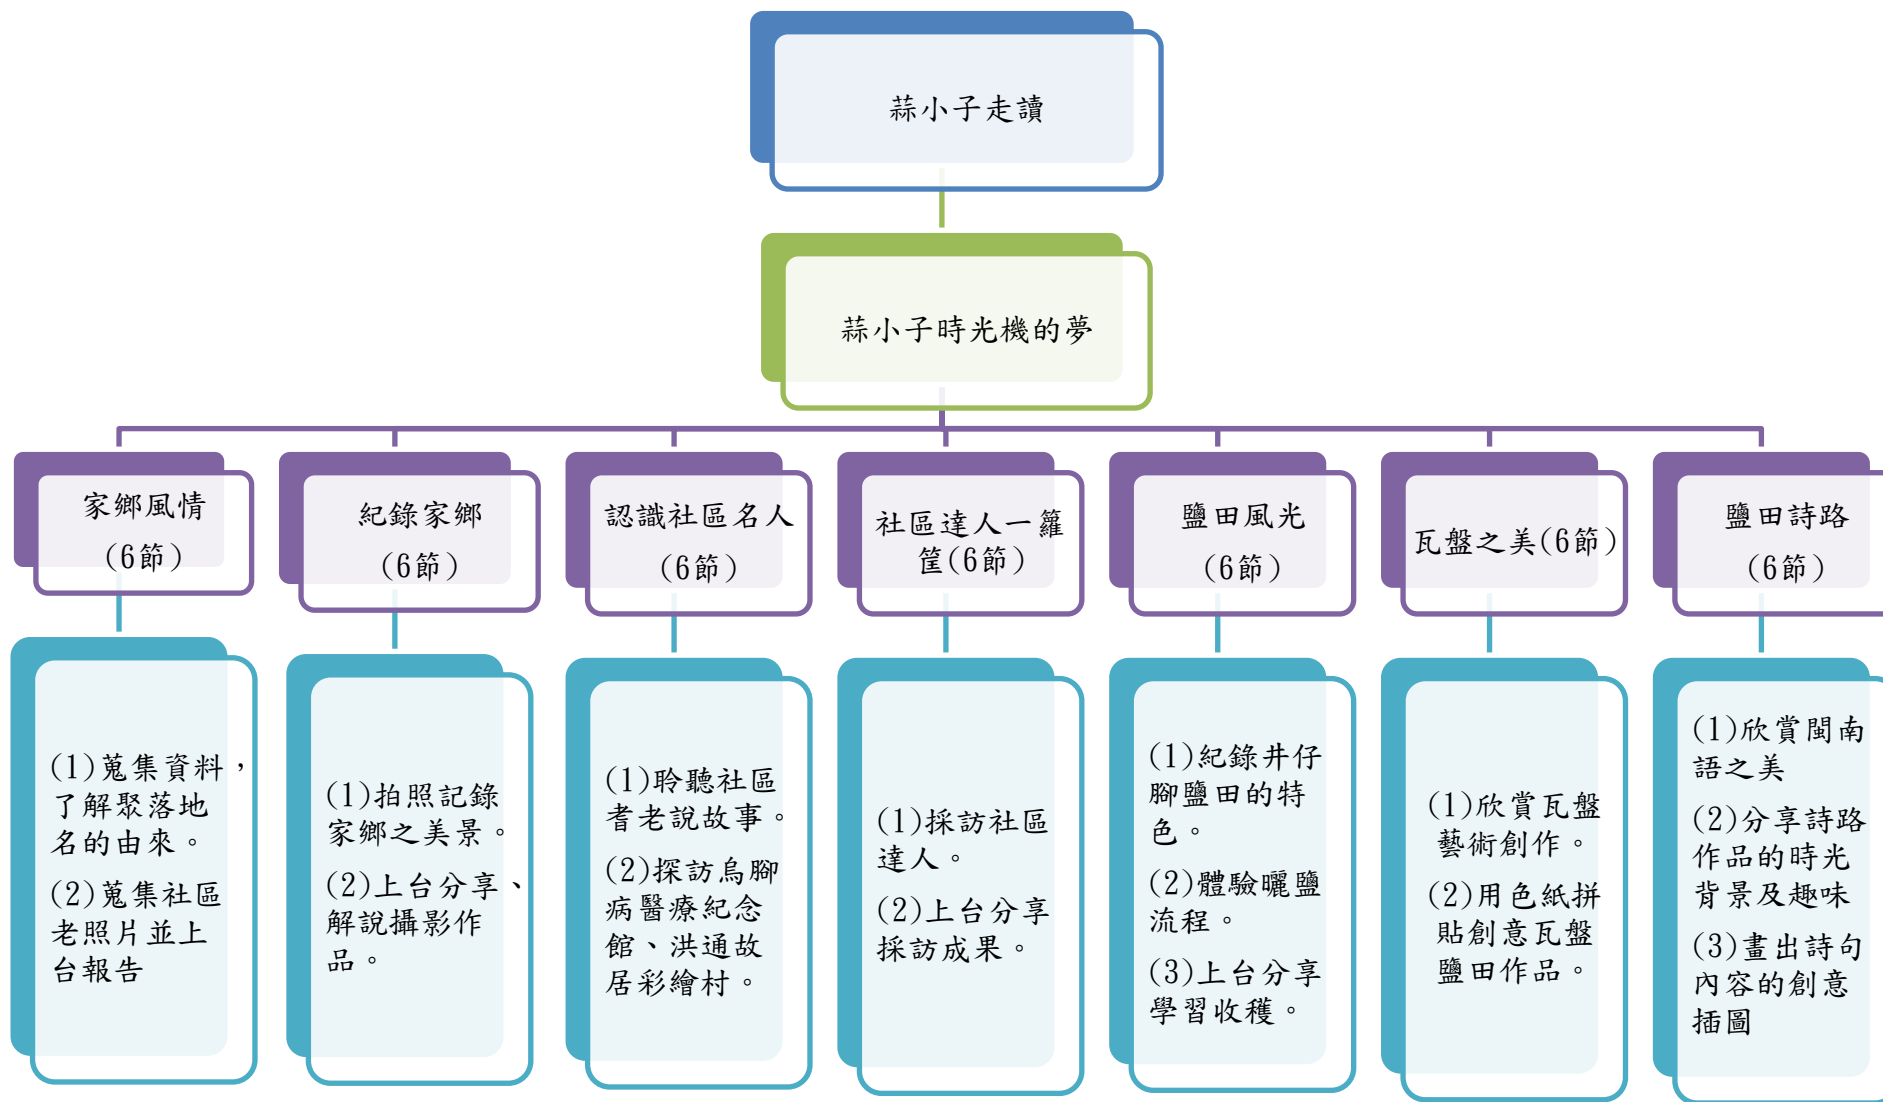 蒜小子走讀
蒜小子時光機的夢
家鄉風情
(6節)
紀錄家鄉
(6節)
認識社區名人
(6節)
社區達人一籮
筐(6節)
鹽田風光
(6節)
瓦盤之美(6節)
鹽田詩路
(6節)
(1)蒐集資料，
了解聚落地
名的由來。
(2)蒐集社區
老照片並上
台報告
(1)拍照記錄
家鄉之美景。
(2)上台分享、
解說攝影作
品。
(1)聆聽社區
耆老說故事。
(2)探訪烏腳
病醫療紀念
館、洪通故
居彩繪村。
(1)採訪社區
達人。
(2)上台分享
採訪成果。
(1)紀錄井仔
腳鹽田的特
色。
(2)體驗曬鹽
流程。
(3)上台分享
學習收穫。
(1)欣賞瓦盤
藝術創作。
(2)用色紙拼
貼創意瓦盤
鹽田作品。
(1)欣賞閩南
語之美
(2)分享詩路
作品的時光
背景及趣味
(3)畫出詩句
內容的創意
插圖